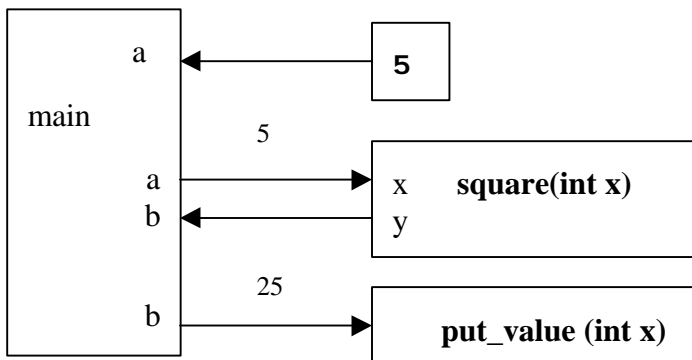 a
5
main
5
a
x square(int x)
b
y
25
b
put_value (int x)